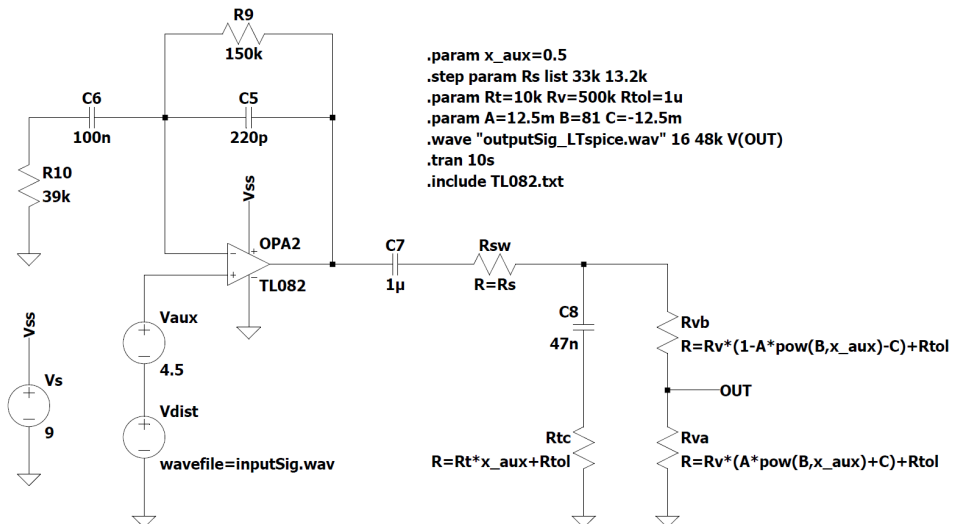 R9
150k
.param x_aux=0.5
.step param Rs list 33k 13.2k
.param Rt=10k Rv=500k Rtol=1u
.param A=12.5m B=81 C=-12.5m
.wave "outputSig_LTspice.wav" 16 48k V(OUT)
.tran 10s
.include TL082.txt
C6
100n
C5
220p
R10
39k
Vss
OPA2
TL082
C7
1µ
Rsw
R=Rs
C8
47n
Rvb
R=Rv*(1-A*pow(B,x_aux)-C)+Rtol
OUT
Vaux
4.5
Vss
Vs
9
Vdist
wavefile=inputSig.wav
Rtc
R=Rt*x_aux+Rtol
Rva
R=Rv*(A*pow(B,x_aux)+C)+Rtol